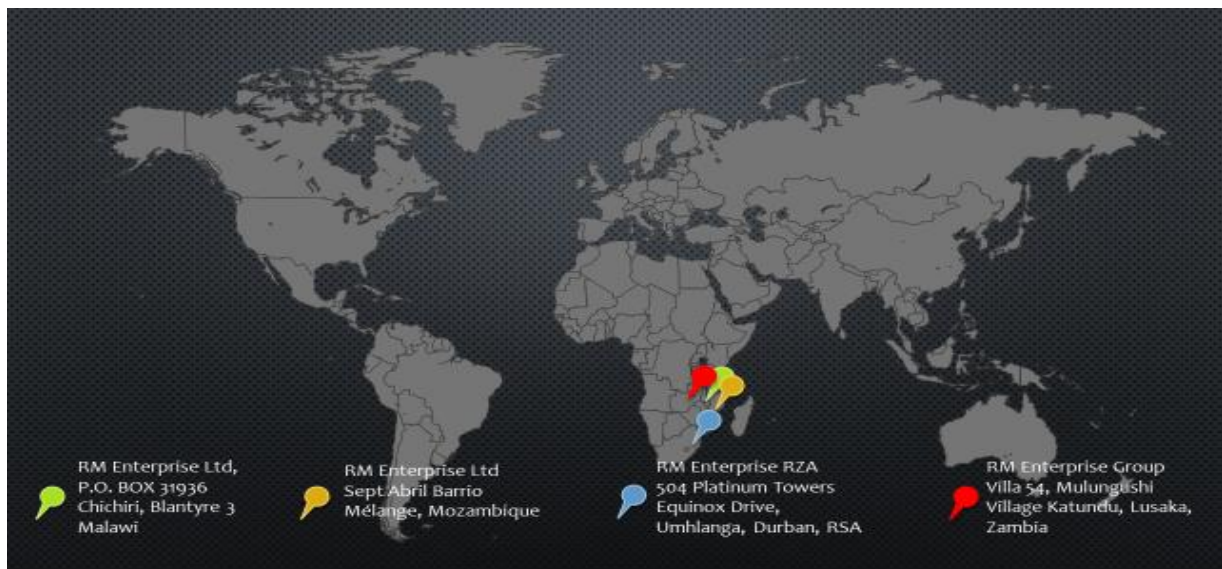 RM Enterprise Ltd,
P.O. BOX 31936
Chichiri, Blantyre 3
Malawi
RM Enterprise Ltd
Sept Abril Barrio
Mélange, Mozambique
RM Enterprise RZA
504 Platinum Towers
Equinox Drive,
Umhlanga, Durban, RSA
RM Enterprise Group
Villa 54, Mulungushi
Village Katundu, Lusaka,
Zambia